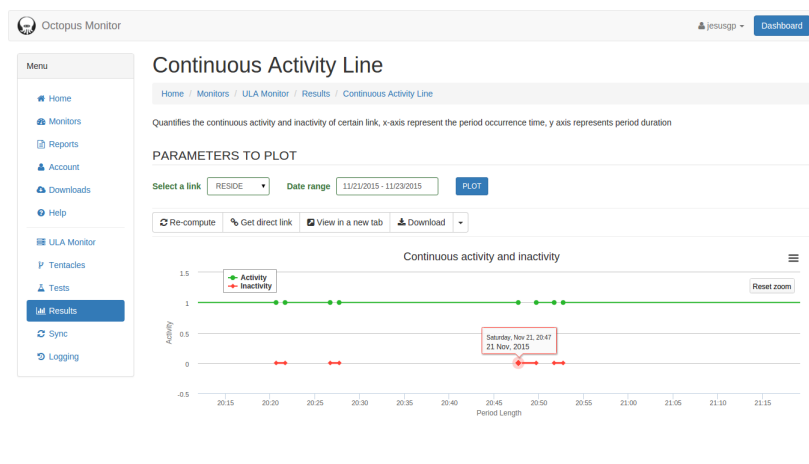 Octopus Monitor
jesusgp
Dashboard
Menu
Home
Monitors
Reports
Account
Downloads
Help
ULA Monitor
Tentacles
Tests
Results
Sync
Logging
Continuous Activity Line
Home / Monitors / ULA Monitor / Results / Continuous Activity Line
Quantifies the continuous activity and inactivity of certain link, x-axis represent the period occurrence time, y axis represents period duration
PARAMETERS TO PLOT
Select a link RESIDE Date range 11/21/2015 - 11/23/2015 PLOT
Re-compute Get direct link View in a new tab Download
Continuous activity and inactivity
Activity
Inactivity
Reset zoom
1.5
1
0.5
0
-0.5
Activity
Saturday, Nov 21, 20:47
21 Nov, 2015
20:15 20:20 20:25 20:30 20:35 20:40 20:45 20:50 20:55 21:00 21:05 21:10 21:15
Period Length